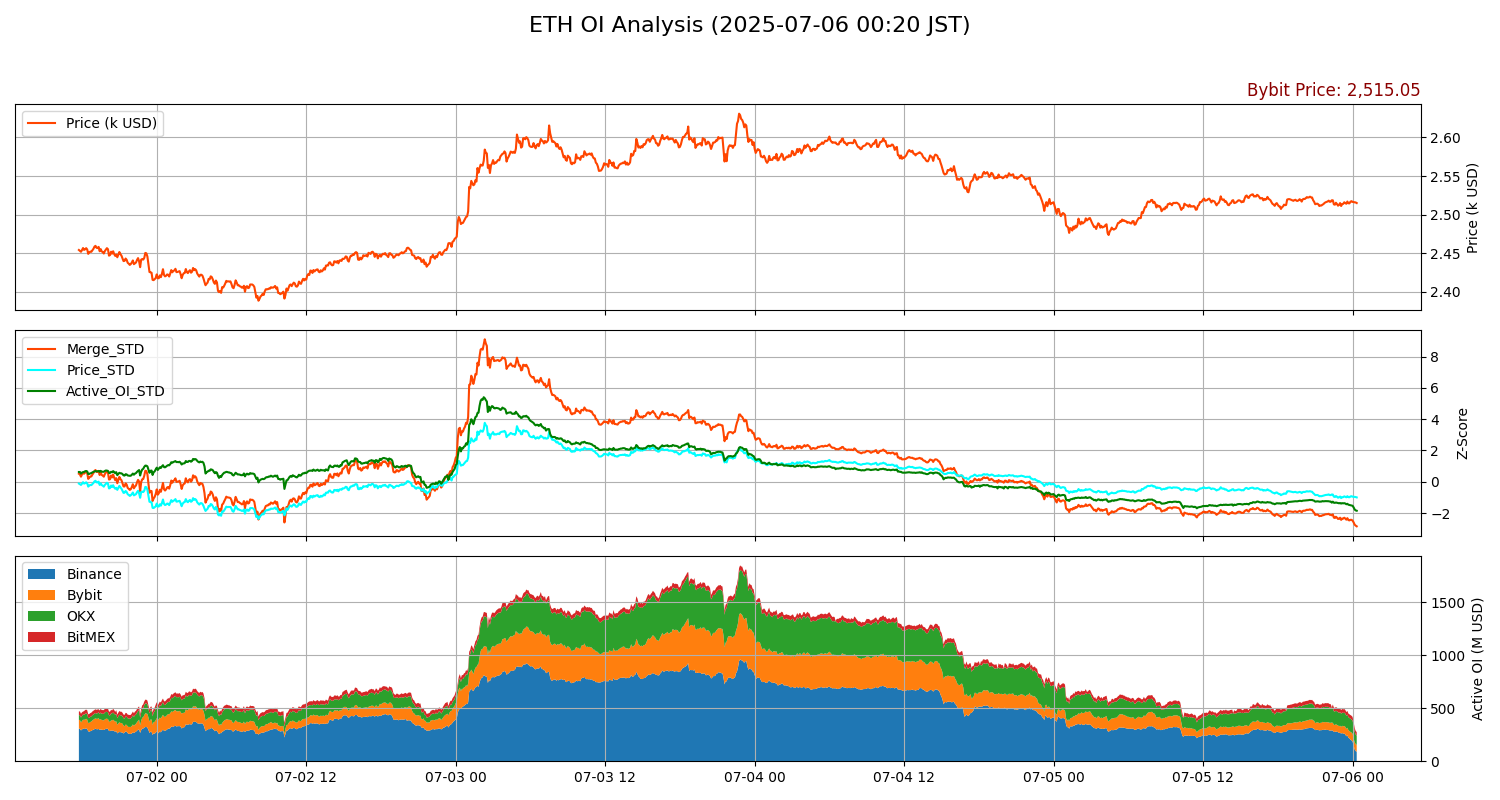 ETH OI Analysis (2025-07-06 00:20 JST)
Bybit Price: 2,515.05
Price (k USD)
2.60
2.55
2.50
2.45
2.40
Price (k USD)
Merge_STD
Price_STD
Active_OI_STD
8
6
4
2
0
−2
Z-Score
Binance
Bybit
OKX
BitMEX
1500
1000
500
0
Active OI (M USD)
07-02 00
07-02 12
07-03 00
07-03 12
07-04 00
07-04 12
07-05 00
07-05 12
07-06 00